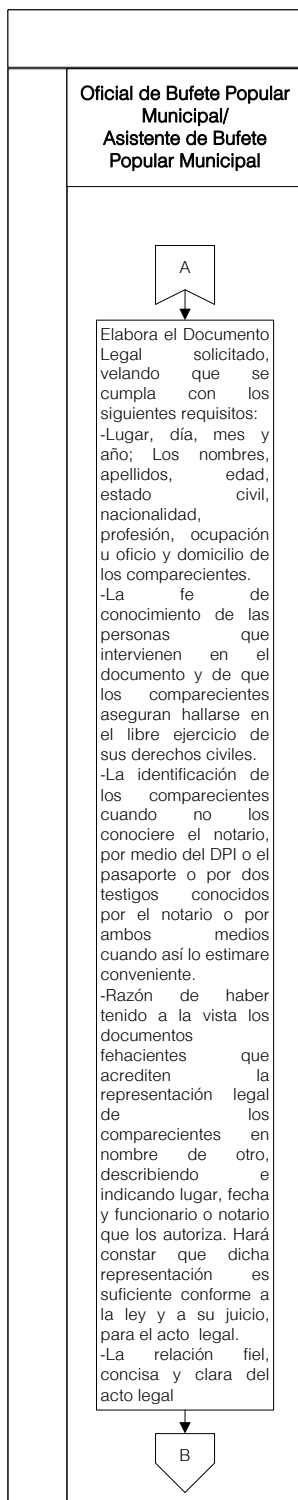 Oficial de Bufete Popular
Municipal/
Asistente de Bufete
Popular Municipal
A
Elabora el Documento
Legal solicitado,
velando que se
cumpla con los
siguientes requisitos:
-Lugar, día, mes y
año; Los nombres,
apellidos, edad,
estado civil,
nacionalidad,
profesión, ocupación
u oficio y domicilio de
los comparecientes.
-La fe de
conocimiento de las
personas que
intervienen en el
documento y de que
los comparecientes
aseguran hallarse en
el libre ejercicio de
sus derechos civiles.
-La identificación de
los comparecientes
cuando no los
conociere el notario,
por medio del DPI o el
pasaporte o por dos
testigos conocidos
por el notario o por
ambos medios
cuando así lo estimare
conveniente.
-Razón de haber
tenido a la vista los
documentos
fehacientes que
acrediten la
representación legal
de los
comparecientes en
nombre de otro,
describiendo e
indicando lugar, fecha
y funcionario o notario
que los autoriza. Hará
constar que dicha
representación es
suficiente conforme a
la ley y a su juicio,
para el acto legal.
-La relación fiel,
concisa y clara del
acto legal
B